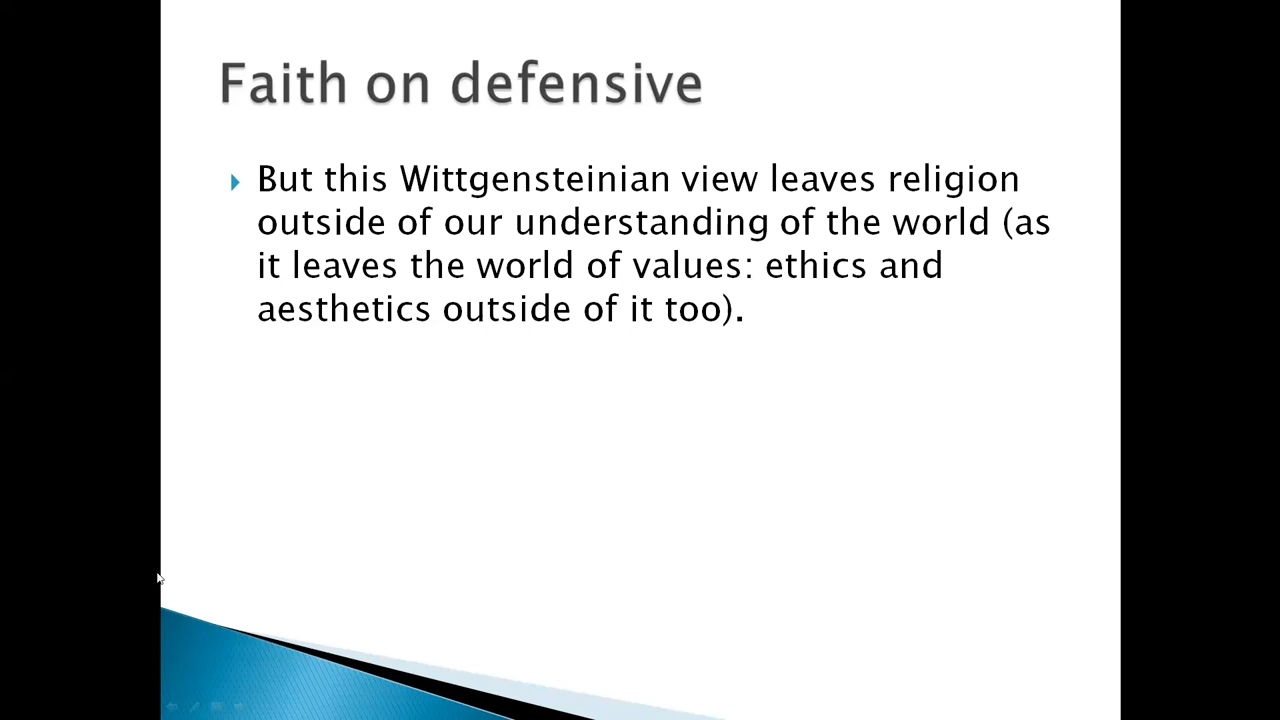 Faith on defensive
But this Wittgensteinian view leaves religion
outside of our understanding of the world (as
it leaves the world of values: ethics and
aesthetics outside of it too).